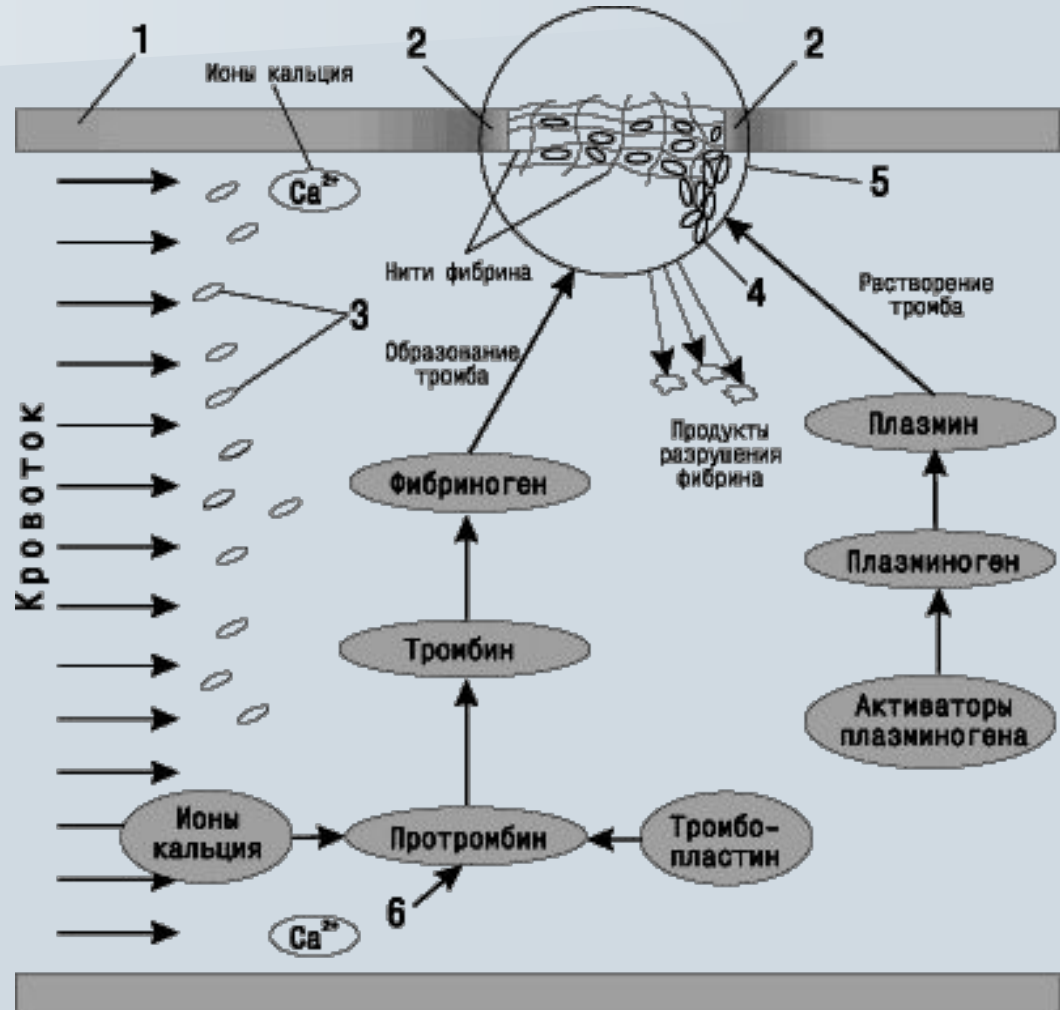 1
Ионы кальция
2
2
Ca²⁺
5
Нити фибрина
4
Растворение
тромба
3
Образование
тромба
Кровоток
Плазмин
Продукты
разрушения
фибрина
Фибриноген
Плазминоген
Тромбин
Активаторы
плазминогена
Ионы
кальция
Протромбин
Тромбо-
пластин
6
Ca²⁺